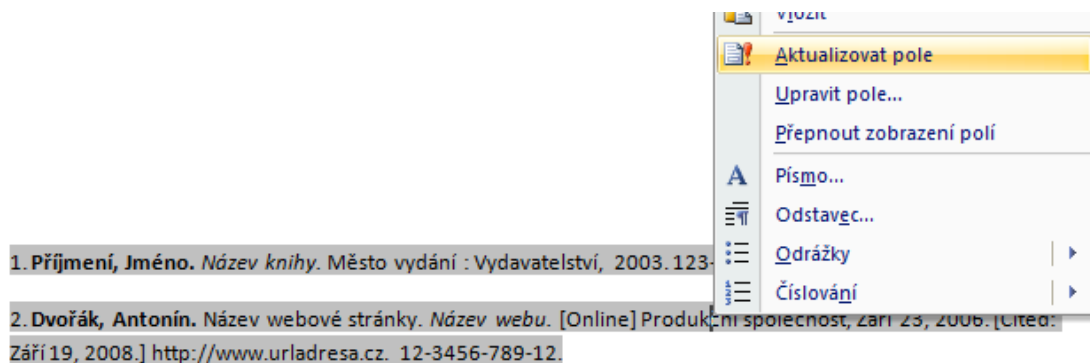 Vložit
Aktualizovat pole
Upravit pole...
Přepnout zobrazení polí
Písmo...
Odstavec...
Odrážky
Číslování
1. Příjmení, Jméno. Název knihy. Město vydání : Vydavatelství, 2003. 123-
2. Dvořák, Antonín. Název webové stránky. Název webu. [Online] Produkční společnost, Září 23, 2006. [Cited:
Září 19, 2008.] http://www.urladresa.cz. 12-3456-789-12.